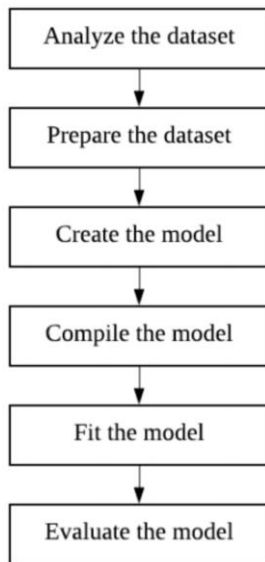 Analyze the dataset
Prepare the dataset
Create the model
Compile the model
Fit the model
Evaluate the model